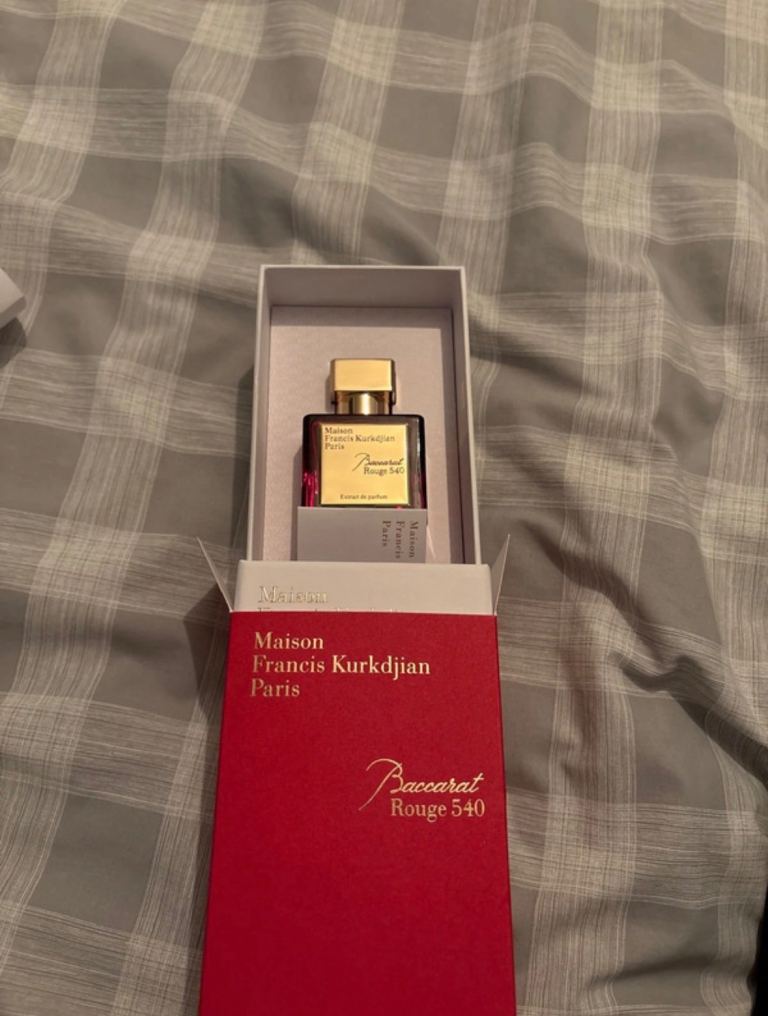 Maison
Francis Kurkdjian
Paris
Baccarat
Rouge 540
Extrait de parfum
Maison
Francis
Paris
Maison
Maison
Francis Kurkdjian
Paris
Baccarat
Rouge 540